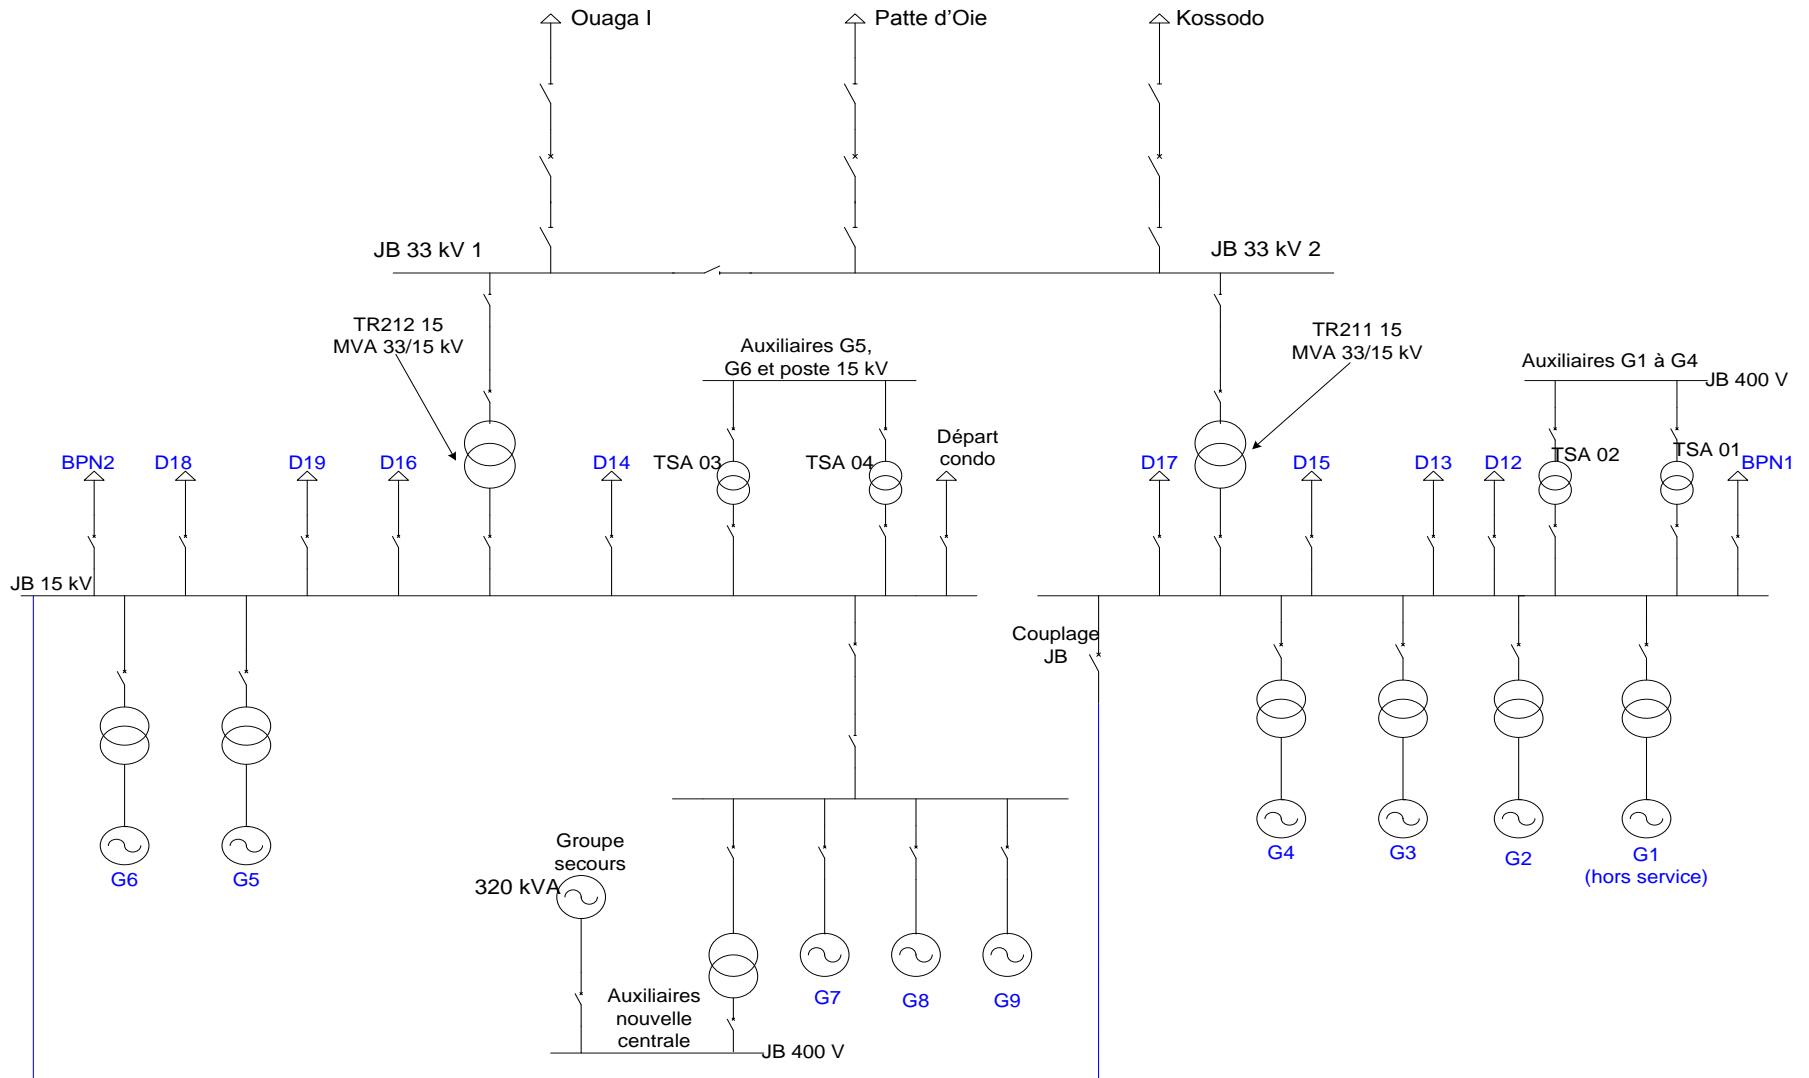 Ouaga I
Patte d’Oie
Kossodo
JB 33 kV 1
JB 33 kV 2
TR212 15
MVA 33/15 kV
Auxiliaires G5,
G6 et poste 15 kV
TR211 15
MVA 33/15 kV
Auxiliaires G1 à G4
JB 400 V
BPN2
D18
D19
D16
D14
TSA 03
TSA 04
Départ
condo
D17
D15
D13
D12
TSA 02
TSA 01
BPN1
JB 15 kV
Couplage
JB
G6
G5
Groupe
secours
320 kVA
G4
G3
G2
G1
(hors service)
Auxiliaires
nouvelle
centrale
G7
G8
G9
JB 400 V